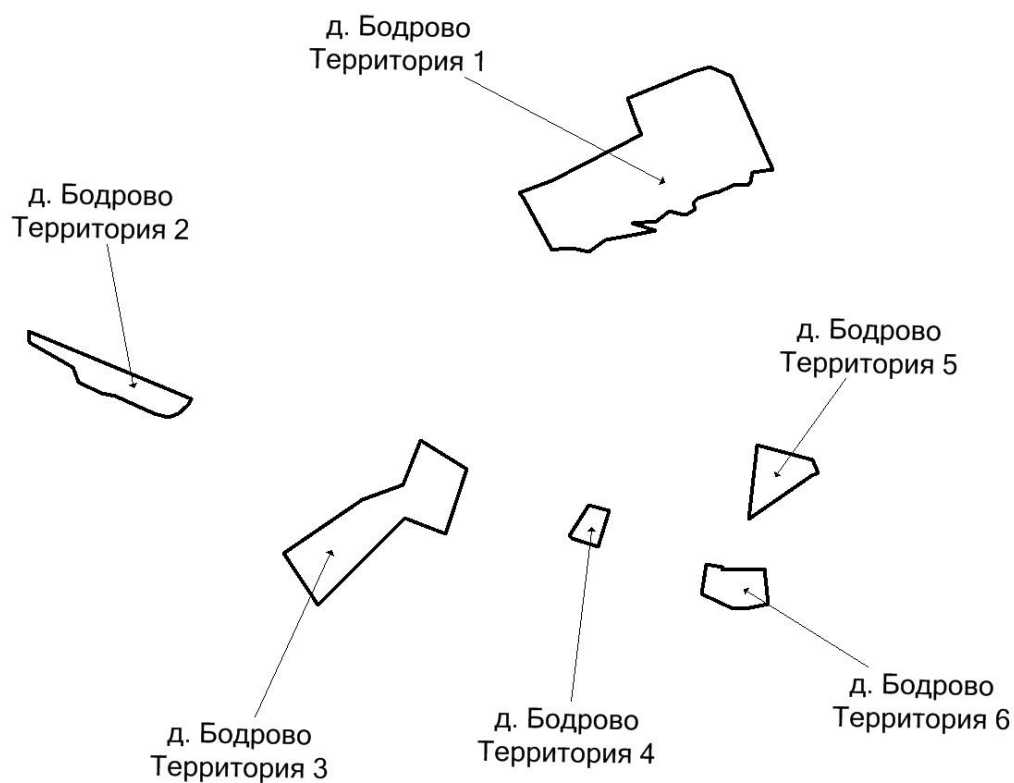 д. Бодрово
Территория 1
д. Бодрово
Территория 2
д. Бодрово
Территория 5
д. Бодрово
Территория 6
д. Бодрово
Территория 4
д. Бодрово
Территория 3